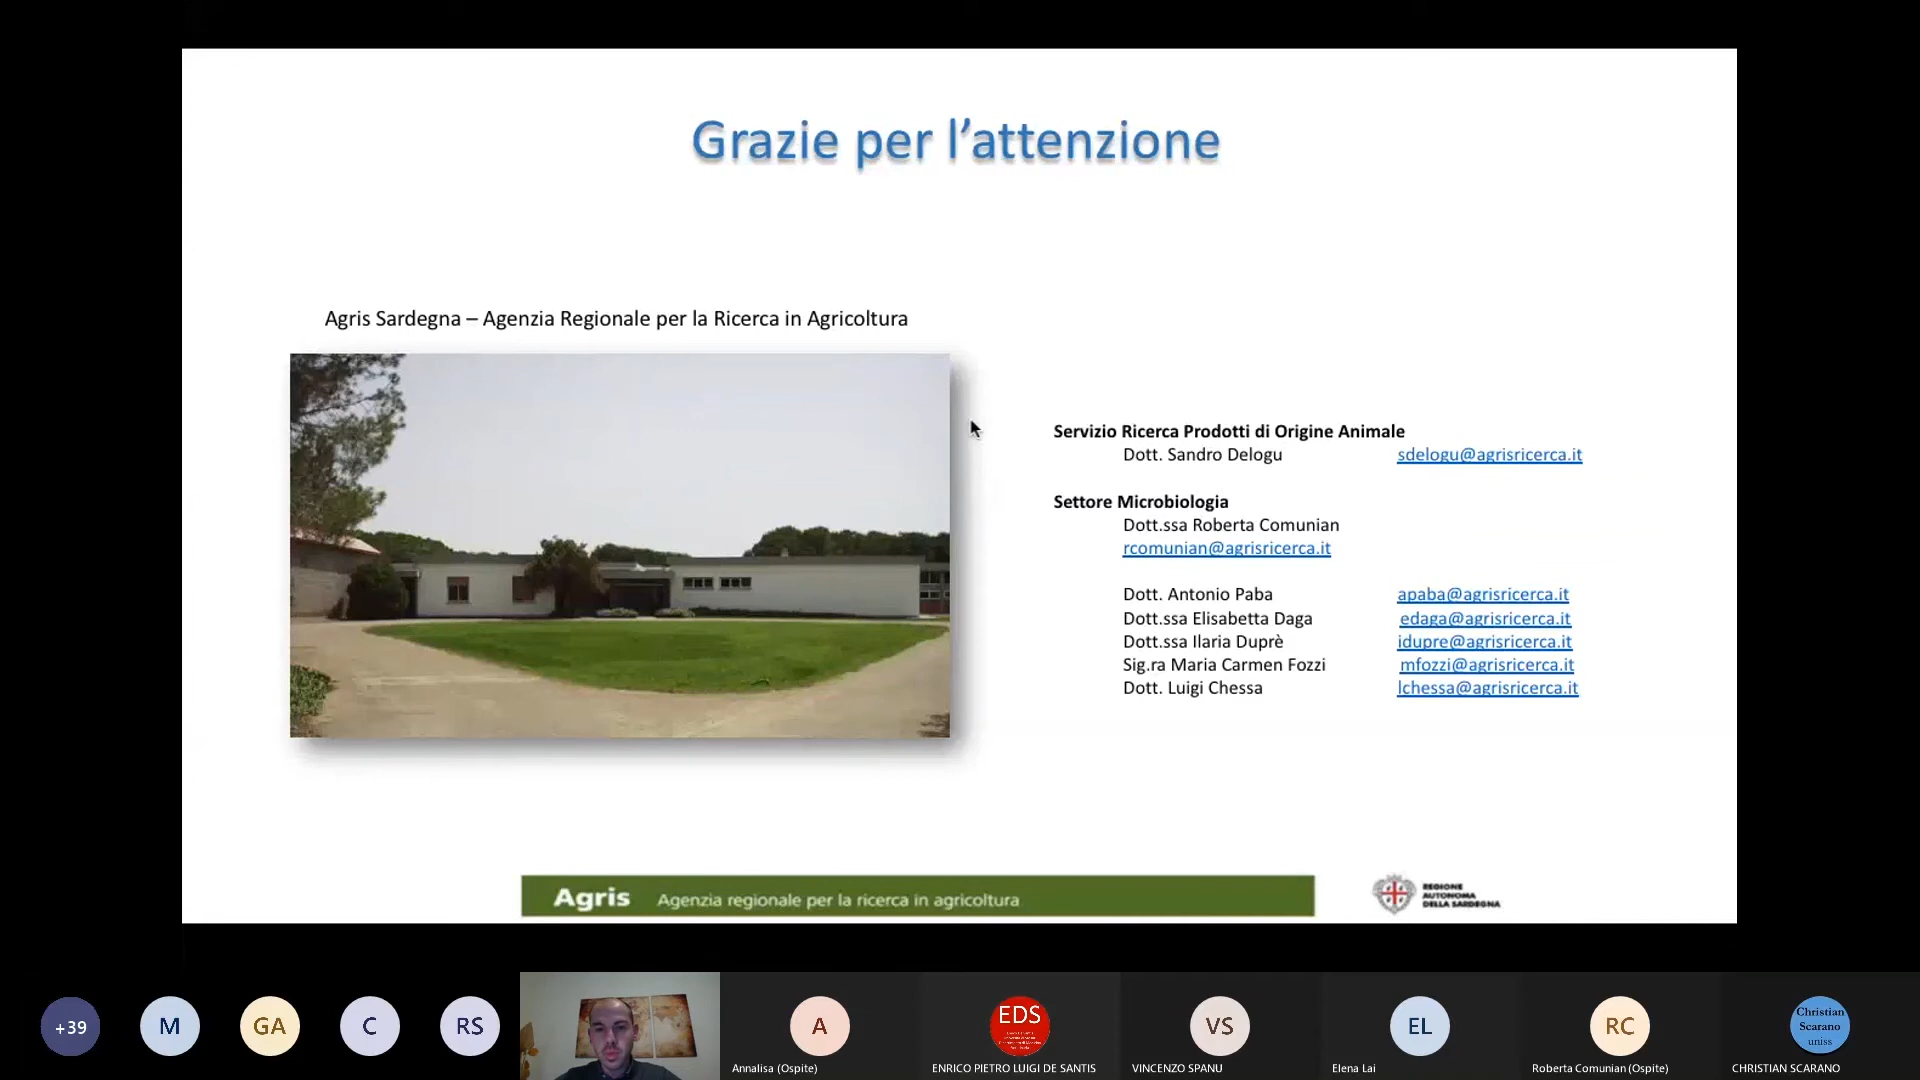 Grazie per l’attenzione
Agris Sardegna – Agenzia Regionale per la Ricerca in Agricoltura
Servizio Ricerca Prodotti di Origine Animale
Dott. Sandro Delogu sdelogu@agrisricerca.it
Settore Microbiologia
Dott.ssa Roberta Comunian
rcomunian@agrisricerca.it
Dott. Antonio Paba apaba@agrisricerca.it
Dott.ssa Elisabetta Daga edaga@agrisricerca.it
Dott.ssa Ilaria Duprè idupre@agrisricerca.it
Sig.ra Maria Carmen Fozzi mfozzi@agrisricerca.it
Dott. Luigi Chessa lchessa@agrisricerca.it
Agris Agenzia regionale per la ricerca in agricoltura
REGIONE
AUTONOMA
DELLA SARDEGNA
+39 M GA C RS A EDS VS EL RC
Christian
Scarano
uniss
Annalisa (Ospite) ENRICO PIETRO LUIGI DE SANTIS VINCENZO SPANU Elena Lai Roberta Comunian (Ospite) CHRISTIAN SCARANO